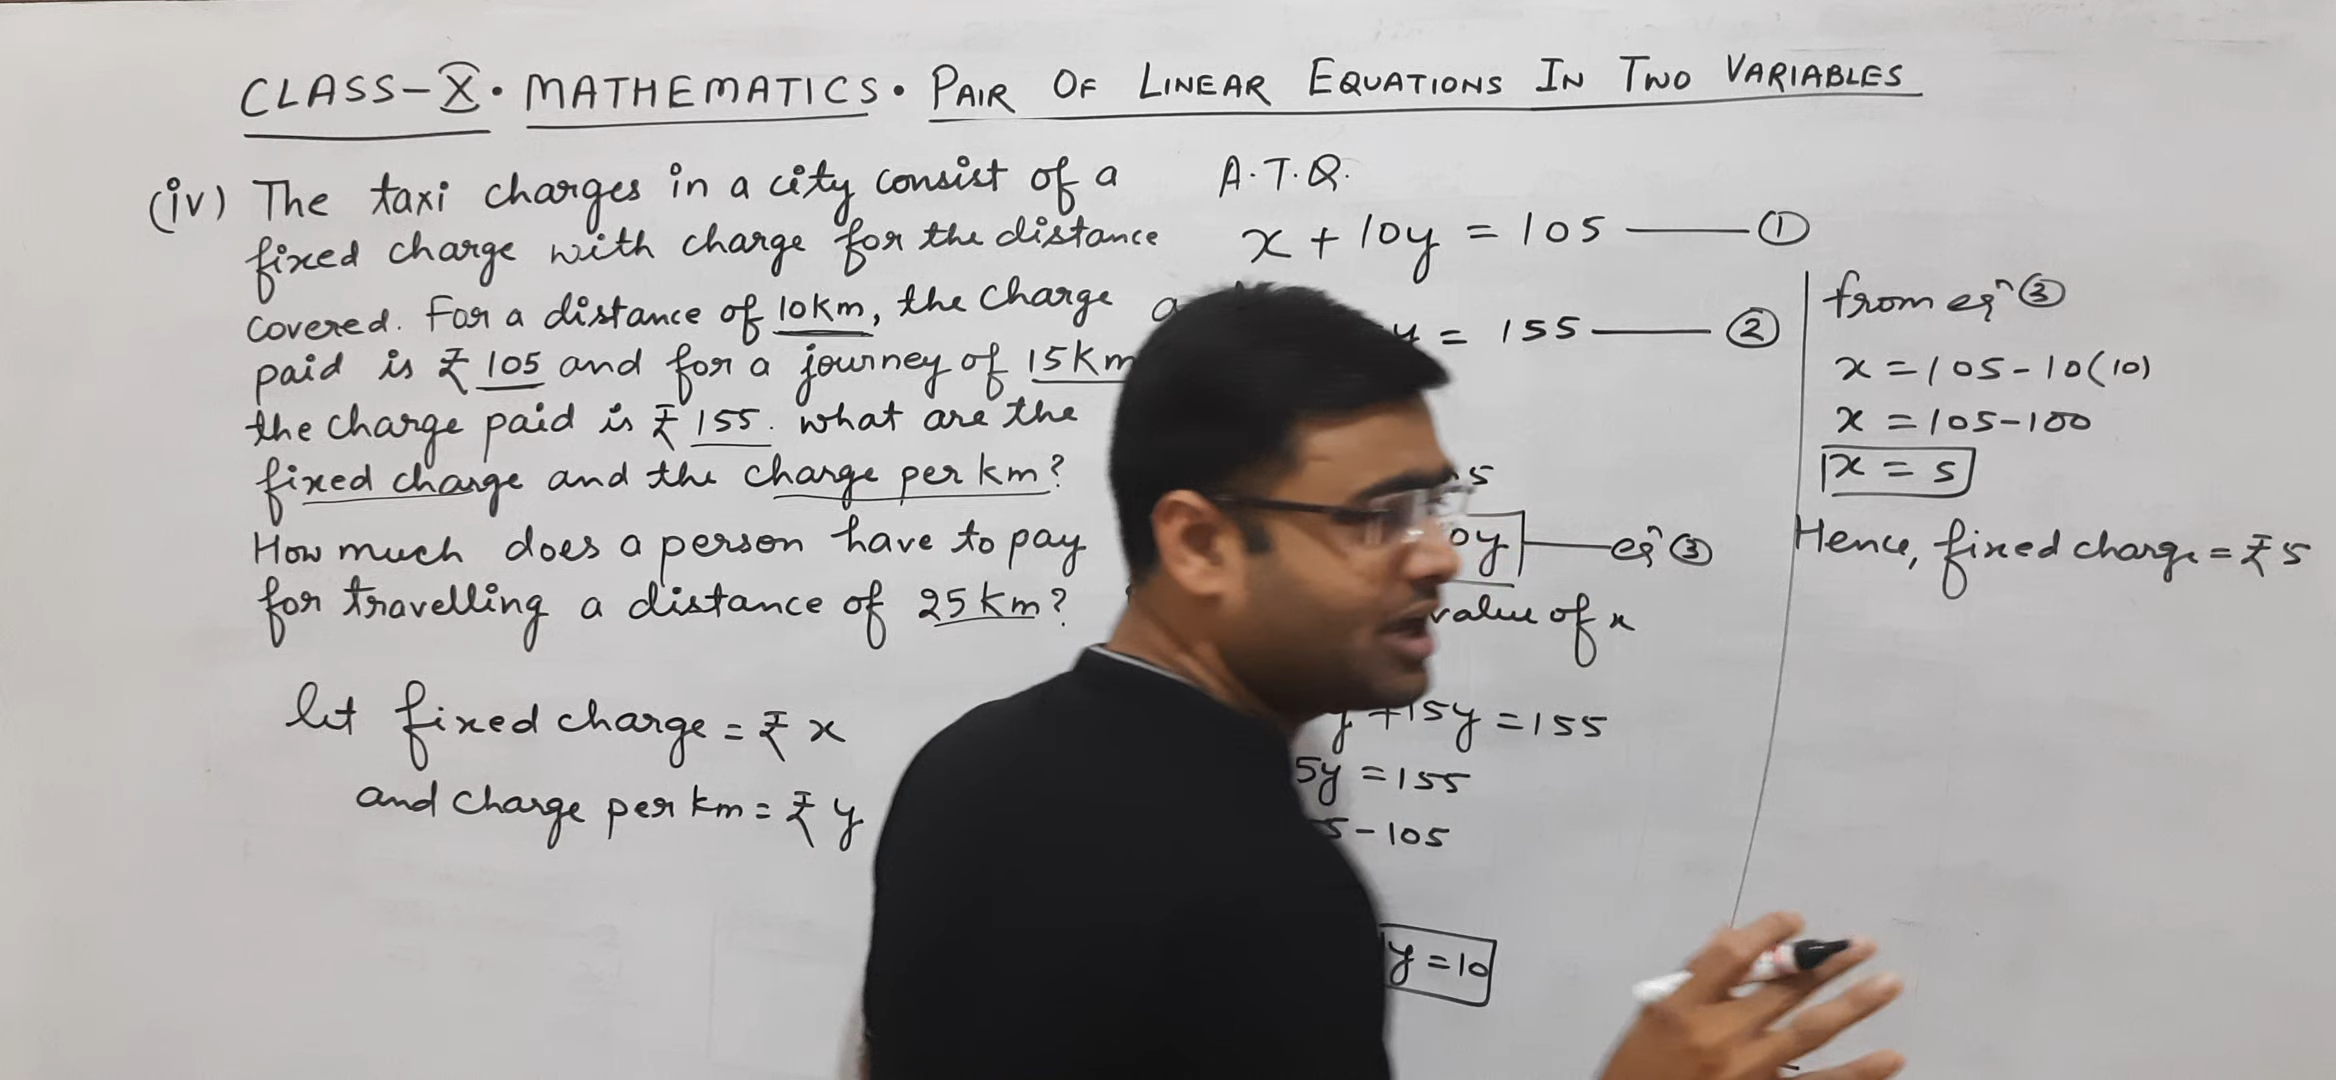 CLASS-X • MATHEMATICS • PAIR OF LINEAR EQUATIONS IN TWO VARIABLES
(iv) The taxi charges in a city consist of a
fixed charge with charge for the distance
covered. For a distance of 10km, the charge
paid is ₹ 105 and for a journey of 15km
the charge paid is ₹ 155. what are the
fixed charge and the charge per km?
How much does a person have to pay
for travelling a distance of 25km?
let fixed charge = ₹ x
and charge per km = ₹ y
A.T.Q.
x + 10y = 105 — ①
y = 155 — ②
5
0y — eqⁿ ③
value of x
y + 15y = 155
5y = 155
5 - 105
y = 10
from eqⁿ ③
x = 105 - 10(10)
x = 105 - 100
x = 5
Hence, fixed charge = ₹ 5